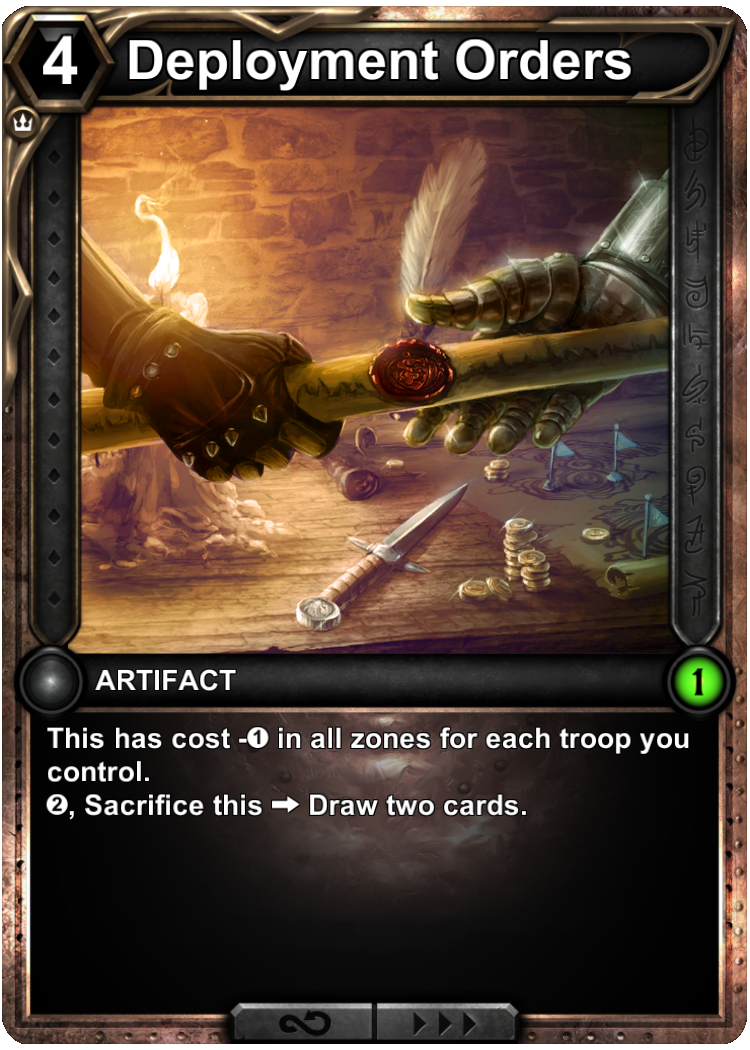 4 Deployment Orders
ARTIFACT 1
This has cost -❶ in all zones for each troop you
control.
❷, Sacrifice this ➡ Draw two cards.